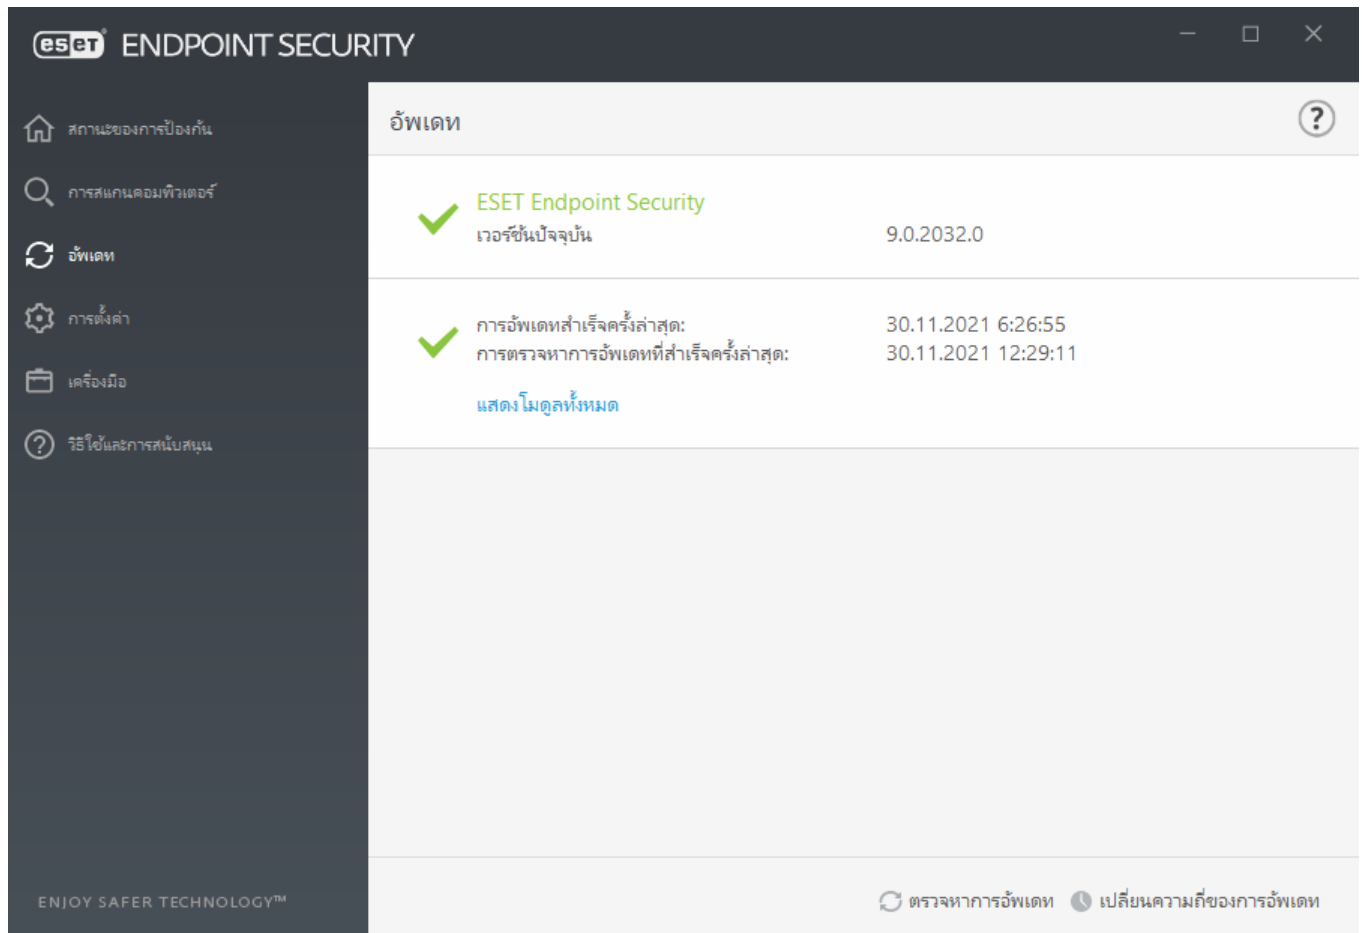 eset ENDPOINT SECURITY
สถานะของการป้องกัน
การสแกนคอมพิวเตอร์
อัพเดท
การตั้งค่า
เครื่องมือ
วิธีใช้และการสนับสนุน
ENJOY SAFER TECHNOLOGY™
อัพเดท
ESET Endpoint Security
เวอร์ชันปัจจุบัน 9.0.2032.0
การอัพเดทสำเร็จครั้งล่าสุด: 30.11.2021 6:26:55
การตรวจหาการอัพเดทที่สำเร็จครั้งล่าสุด: 30.11.2021 12:29:11
แสดงโมดูลทั้งหมด
ตรวจหาการอัพเดท เปลี่ยนความถี่ของการอัพเดท